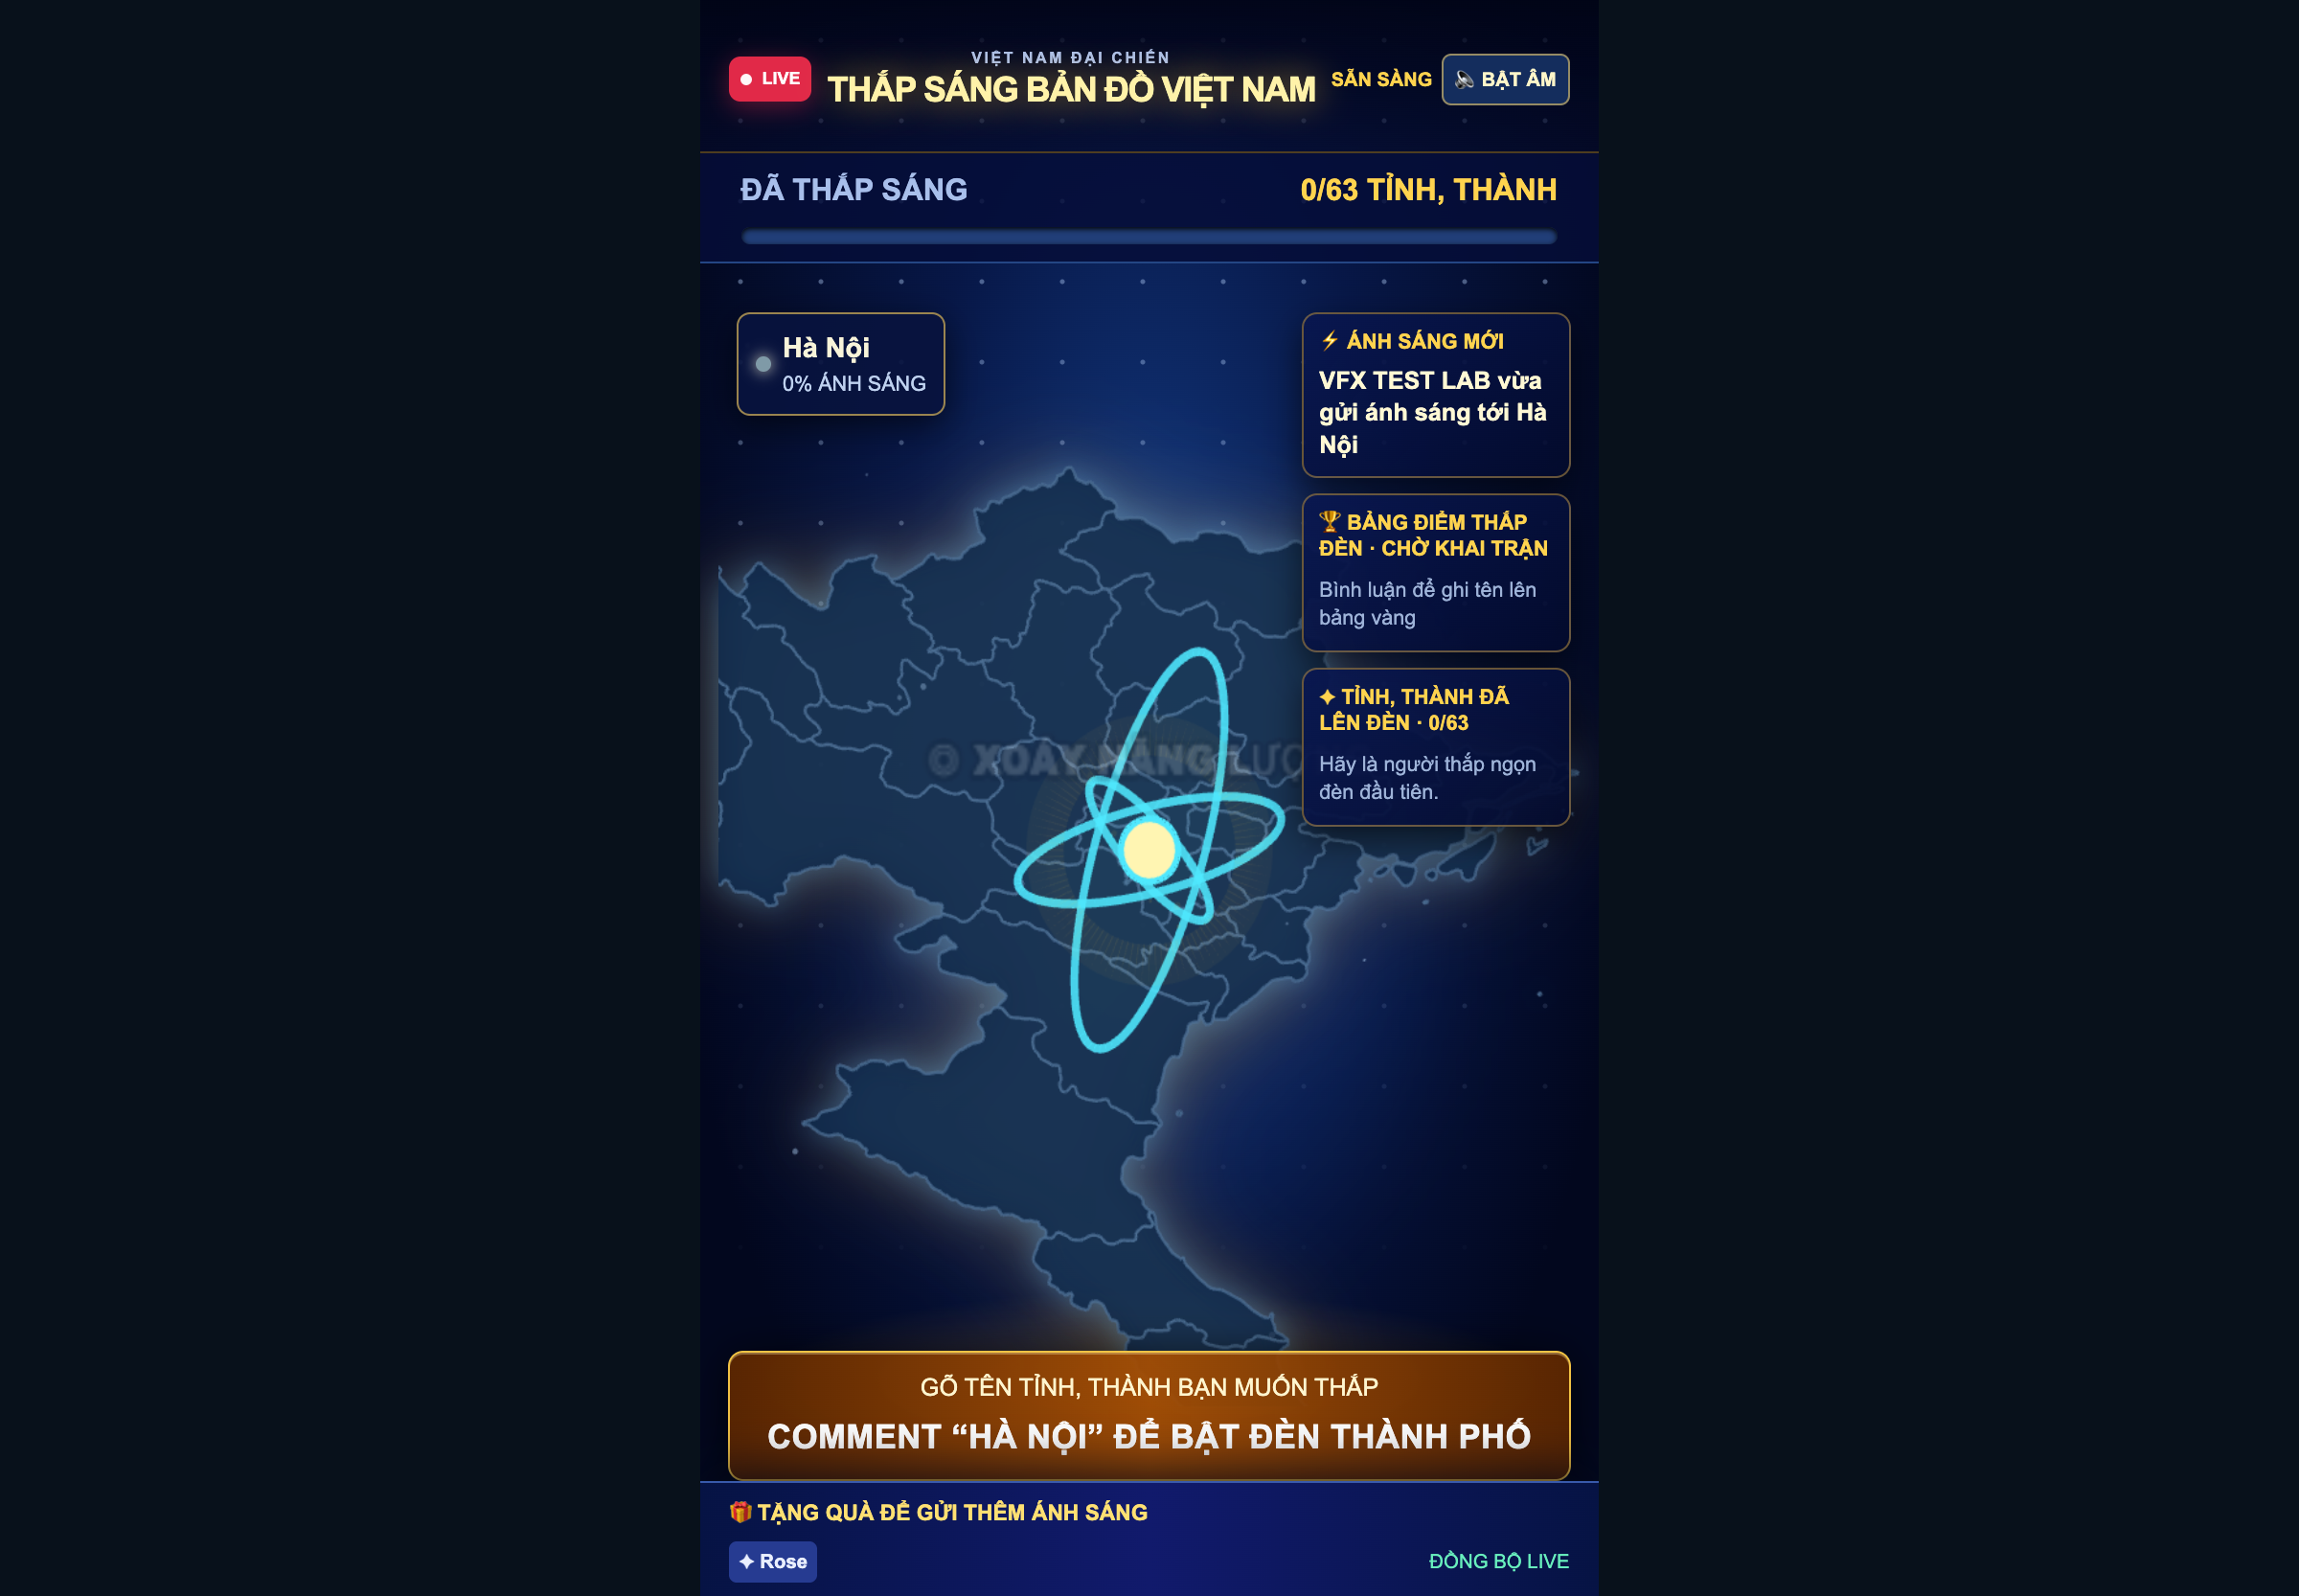 LIVE
VIỆT NAM ĐẠI CHIẾN
THẮP SÁNG BẢN ĐỒ VIỆT NAM
SẴN SÀNG
BẬT ÂM
ĐÃ THẮP SÁNG
0/63 TỈNH, THÀNH
Hà Nội
0% ÁNH SÁNG
⚡ ÁNH SÁNG MỚI
VFX TEST LAB vừa
gửi ánh sáng tới Hà
Nội
🏆 BẢNG ĐIỂM THẮP
ĐÈN · CHỜ KHAI TRẬN
Bình luận để ghi tên lên
bảng vàng
✦ TỈNH, THÀNH ĐÃ
LÊN ĐÈN · 0/63
Hãy là người thắp ngọn
đèn đầu tiên.
XOÁY NĂNG
GÕ TÊN TỈNH, THÀNH BẠN MUỐN THẮP
COMMENT “HÀ NỘI” ĐỂ BẬT ĐÈN THÀNH PHỐ
🎁 TẶNG QUÀ ĐỂ GỬI THÊM ÁNH SÁNG
✦ Rose
ĐỒNG BỘ LIVE